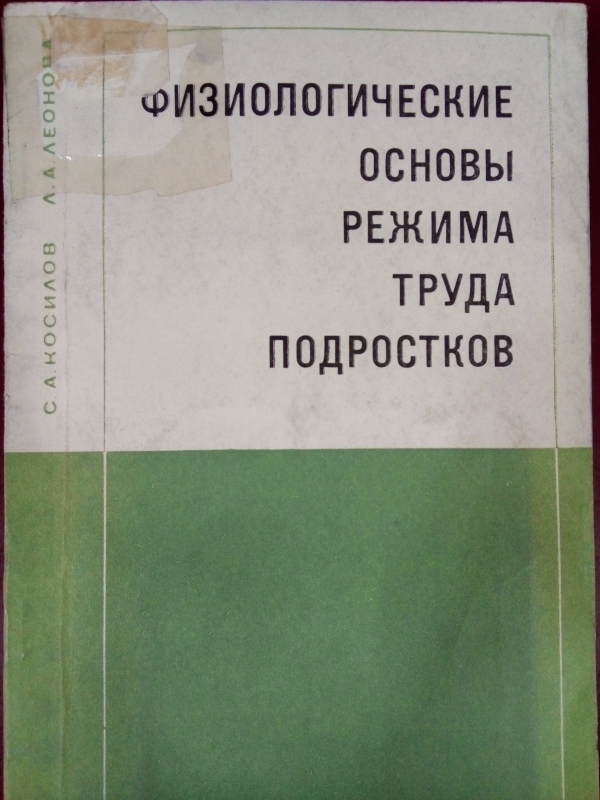 С. А. КОСИЛОВ Л. А. ЛЕОНОВА
ФИЗИОЛОГИЧЕСКИЕ
ОСНОВЫ
РЕЖИМА
ТРУДА
ПОДРОСТКОВ